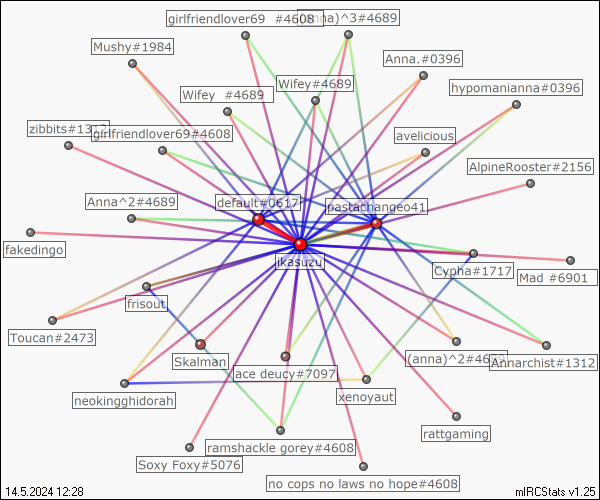 girlfriendlover69 #4608
(anna)^3#4689
Mushy#1984
Anna.#0396
Wifey #4689
Wifey#4689
hypomanianna#0396
zibbits#1312
girlfriendlover69#4608
avelicious
AlpineRooster#2156
Anna^2#4689
default#0617
pastachangeo41
fakedingo
ikasuzu
Cypha#1717
Mad #6901
frisout
Toucan#2473
Skalman
ace deucy#7097
(anna)^2#4689
Annarchist#1312
neokingghidorah
xenoyaut
rattgaming
ramshackle gorey#4608
Soxy Foxy#5076
no cops no laws no hope#4608
14.5.2024 12:28
mIRCStats v1.25